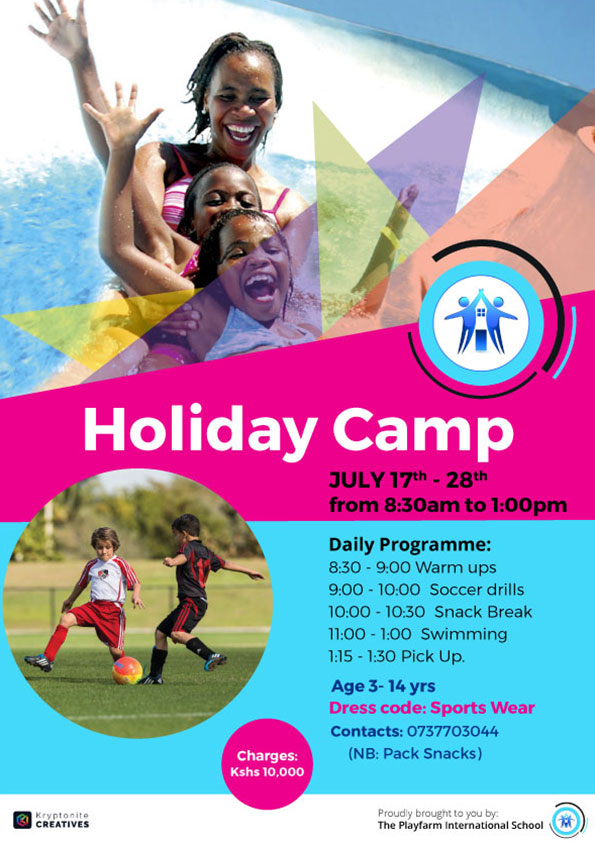 Holiday Camp
JULY 17th - 28th
from 8:30am to 1:00pm
Daily Programme:
8:30 - 9:00 Warm ups
9:00 - 10:00 Soccer drills
10:00 - 10:30 Snack Break
11:00 - 1:00 Swimming
1:15 - 1:30 Pick Up.
Age 3- 14 yrs
Dress code: Sports Wear
Contacts: 0737703044
(NB: Pack Snacks)
Charges:
Kshs 10,000
Kryptonite
CREATIVES
Proudly brought to you by:
The Playfarm International School